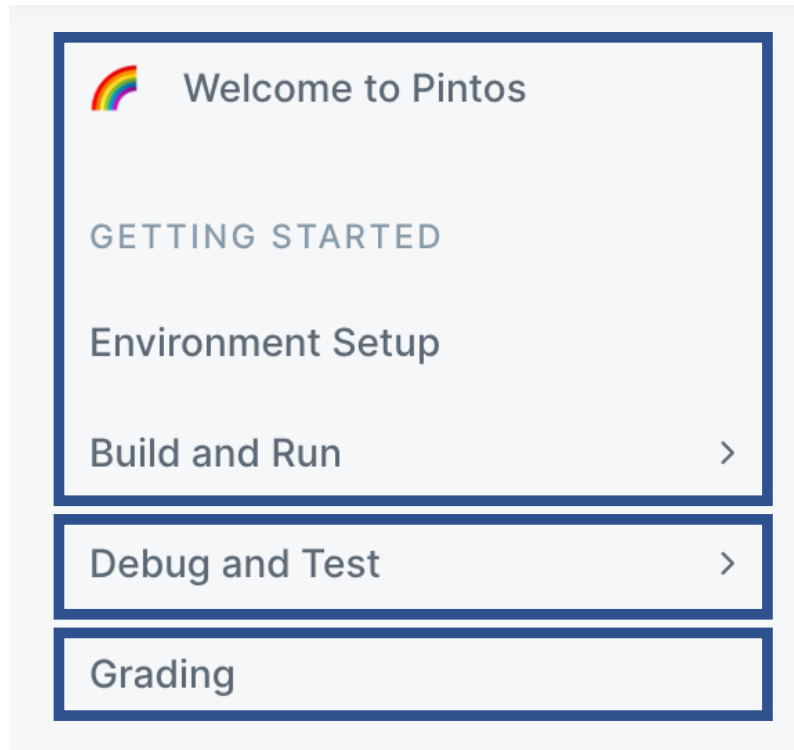 Welcome to Pintos
GETTING STARTED
Environment Setup
Build and Run
Debug and Test
Grading